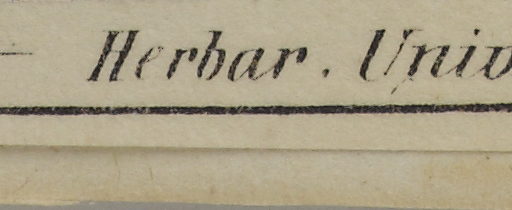 — Herbar. Univ